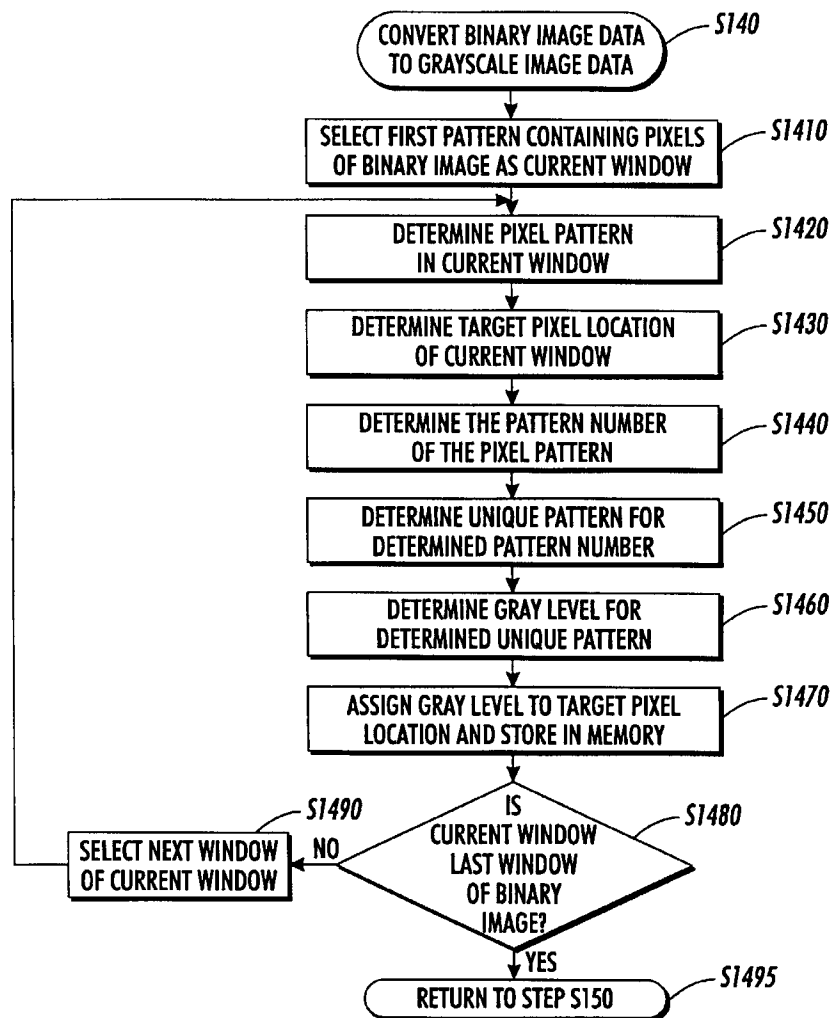 CONVERT BINARY IMAGE DATA
TO GRAYSCALE IMAGE DATA
S140
SELECT FIRST PATTERN CONTAINING PIXELS
OF BINARY IMAGE AS CURRENT WINDOW
S1410
DETERMINE PIXEL PATTERN
IN CURRENT WINDOW
S1420
DETERMINE TARGET PIXEL LOCATION
OF CURRENT WINDOW
S1430
DETERMINE THE PATTERN NUMBER
OF THE PIXEL PATTERN
S1440
DETERMINE UNIQUE PATTERN FOR
DETERMINED PATTERN NUMBER
S1450
DETERMINE GRAY LEVEL FOR
DETERMINED UNIQUE PATTERN
S1460
ASSIGN GRAY LEVEL TO TARGET PIXEL
LOCATION AND STORE IN MEMORY
S1470
IS
CURRENT WINDOW
LAST WINDOW
OF BINARY
IMAGE?
S1480
NO
SELECT NEXT WINDOW
OF CURRENT WINDOW
S1490
YES
RETURN TO STEP S150
S1495